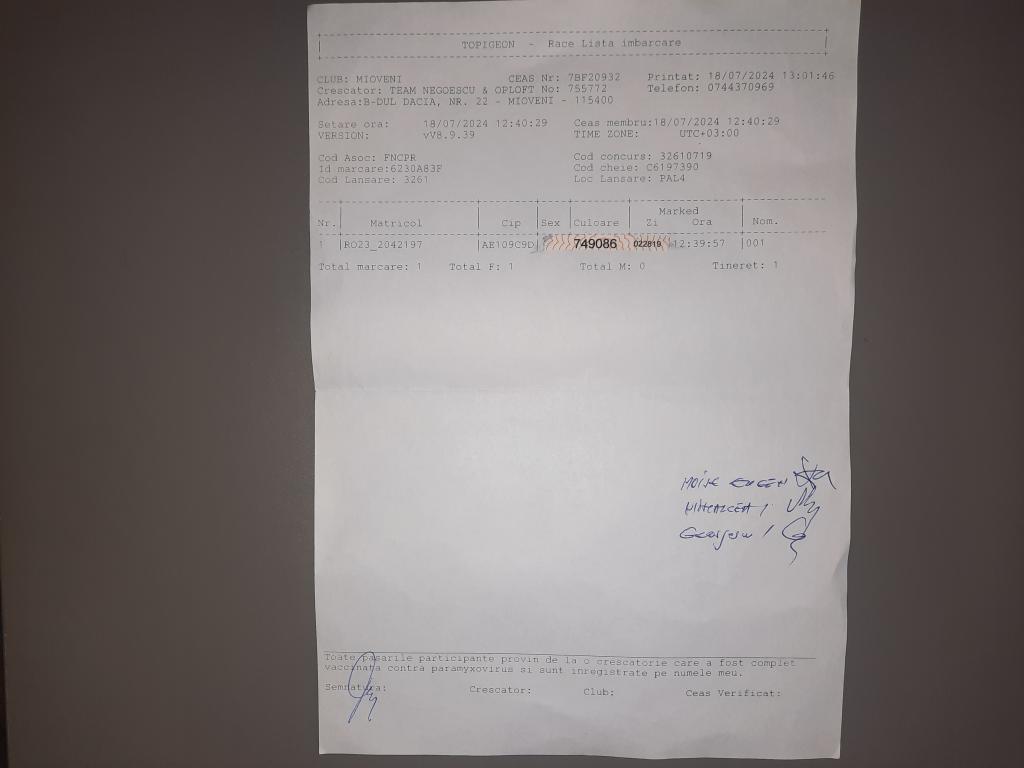 TOPIGEON - Race Lista imbarcare
CLUB: MIOVENI CEAS Nr: 7BF20932 Printat: 18/07/2024 13:01:46
Crescator: TEAM NEGOESCU & OPLOFT No: 755772 Telefon: 0744370969
Adresa:B-DUL DACIA, NR. 22 - MIOVENI - 115400
Setare ora: 18/07/2024 12:40:29 Ceas membru:18/07/2024 12:40:29
VERSION: vV8.9.39 TIME ZONE: UTC+03:00
Cod Asoc: FNCPR Cod concurs: 32610719
Id marcare:6230A83F Cod cheie: C6197390
Cod Lansare: 3261 Loc Lansare: PAL4
Marked
Nr. Matricol Cip Sex Culoare Zi Ora Nom.
1 RO23_2042197 AE109C9D 749086 022819 12:39:57 001
Total marcare: 1 Total F: 1 Total M: 0 Tineret: 1
MOISE EUGEN
MIHALCEA I
Georgescu I
Toate pasarile participante provin de la o crescatorie care a fost complet
vaccinata contra paramyxovirus si sunt inregistrate pe numele meu.
Semnatura: Crescator: Club: Ceas Verificat: